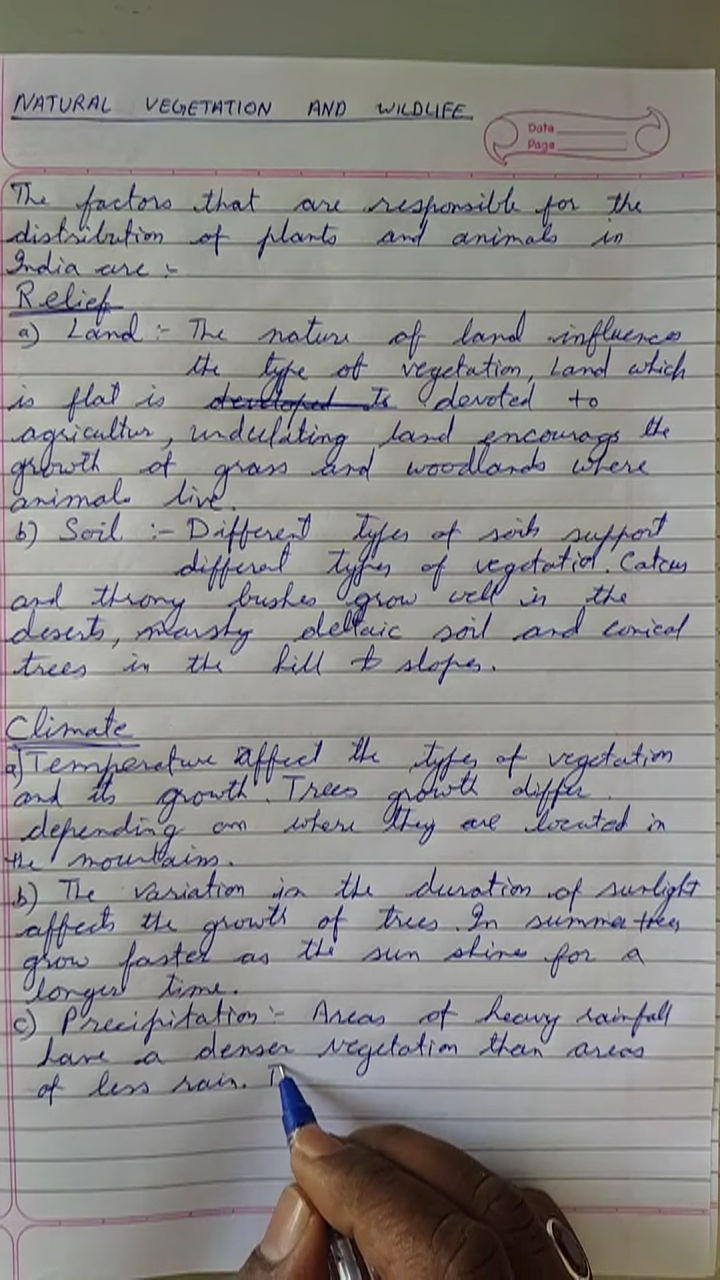 NATURAL VEGETATION AND WILDLIFE
Date
Page
The factors that are responsible for the
distribution of plants and animals in
India are :-
Relief
a) Land :- The nature of land influences
the type of vegetation, Land which
is flat is developed Is devoted to
agricultur, undulating land encourags the
growth of grass and woodlands where
animals live.
b) Soil :- Different types of soils support
different types of vegetation. Catcus
and throny bushes grow well in the
deserts, marshy deltaic soil and conical
trees in the hill slopes.
Climate
a) Temperature affect the types of vegetation
and its growth. Trees growth differ
depending on where they are located in
the mountains.
b) The variation in the duration of sunlight
affects the growth of trees. In summer trees
grow faster as the sun shine for a
longer time.
c) Precipitation :- Areas of heavy rainfall
have a denser vegetation than areas
of less rain. T